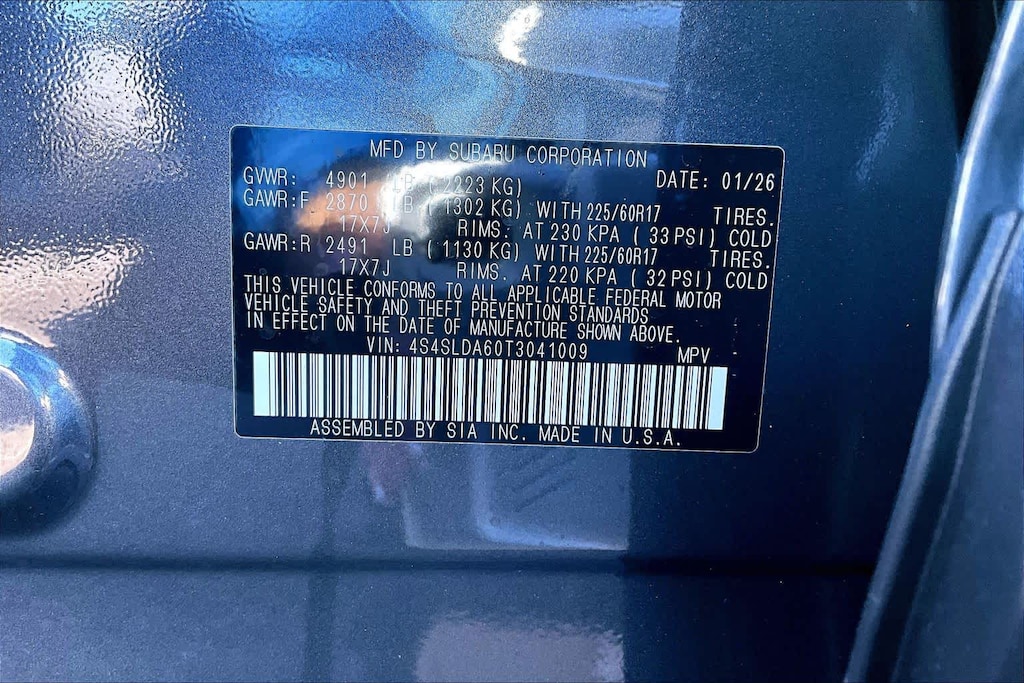 MFD BY SUBARU CORPORATION
GVWR: 4901 LB (2223 KG) DATE: 01/26
GAWR:F 2870 LB (1302 KG) WITH 225/60R17 TIRES.
17X7J RIMS. AT 230 KPA (33 PSI) COLD
GAWR:R 2491 LB (1130 KG) WITH 225/60R17 TIRES.
17X7J RIMS. AT 220 KPA (32 PSI) COLD
THIS VEHICLE CONFORMS TO ALL APPLICABLE FEDERAL MOTOR
VEHICLE SAFETY AND THEFT PREVENTION STANDARDS
IN EFFECT ON THE DATE OF MANUFACTURE SHOWN ABOVE.
VIN: 4S4SLDA60T3041009 MPV
ASSEMBLED BY SIA INC. MADE IN U.S.A.